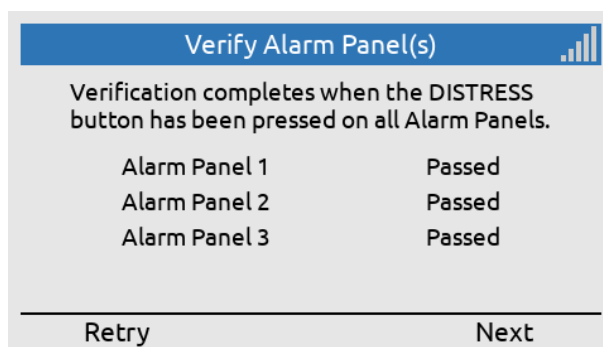 Verify Alarm Panel(s)
Verification completes when the DISTRESS
button has been pressed on all Alarm Panels.
Alarm Panel 1 Passed
Alarm Panel 2 Passed
Alarm Panel 3 Passed
Retry Next